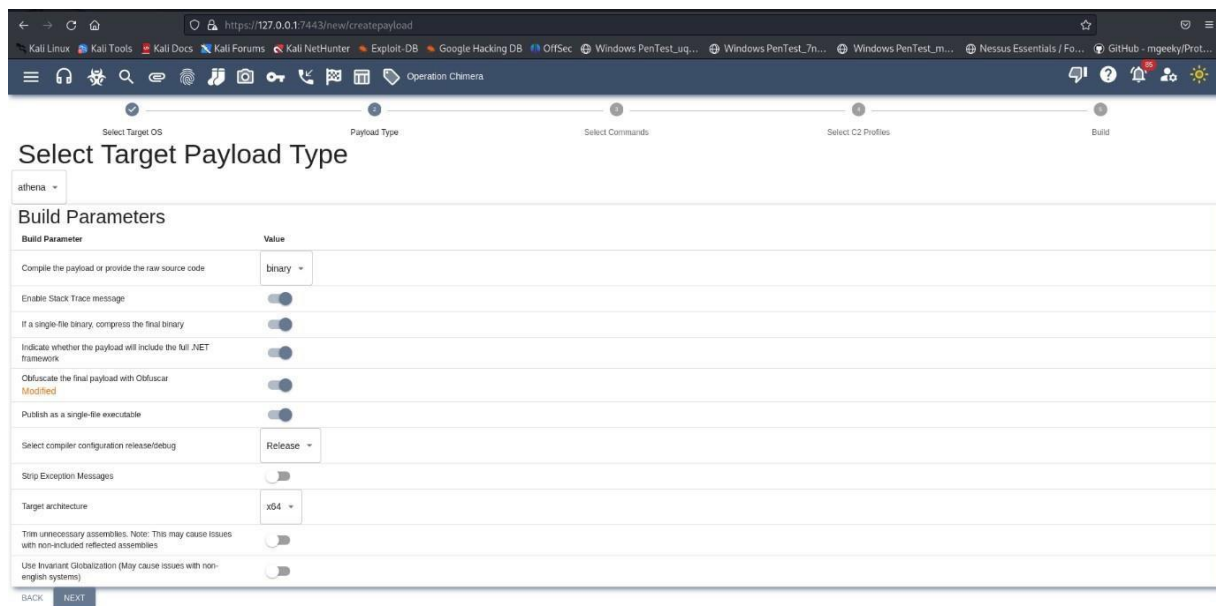 https://127.0.0.1:7443/new/createpayload
Kali Linux Kali Tools Kali Docs Kali Forums Kali NetHunter Exploit-DB Google Hacking DB OffSec Windows PenTest_uq... Windows PenTest_7n... Windows PenTest_m... Nessus Essentials / Fo... GitHub - mgeeky/Prot...
Operation Chimera 85
2 3 4 5
Select Target OS Payload Type Select Commands Select C2 Profiles Build
Select Target Payload Type
athena
Build Parameters
Build Parameter Value
Compile the payload or provide the raw source code binary
Enable Stack Trace message
If a single-file binary, compress the final binary
Indicate whether the payload will include the full .NET
framework
Obfuscate the final payload with Obfuscar
Modified
Publish as a single-file executable
Select compiler configuration release/debug Release
Strip Exception Messages
Target architecture x64
Trim unnecessary assemblies. Note: This may cause issues
with non-included reflected assemblies
Use Invariant Globalization (May cause issues with non-
english systems)
BACK NEXT